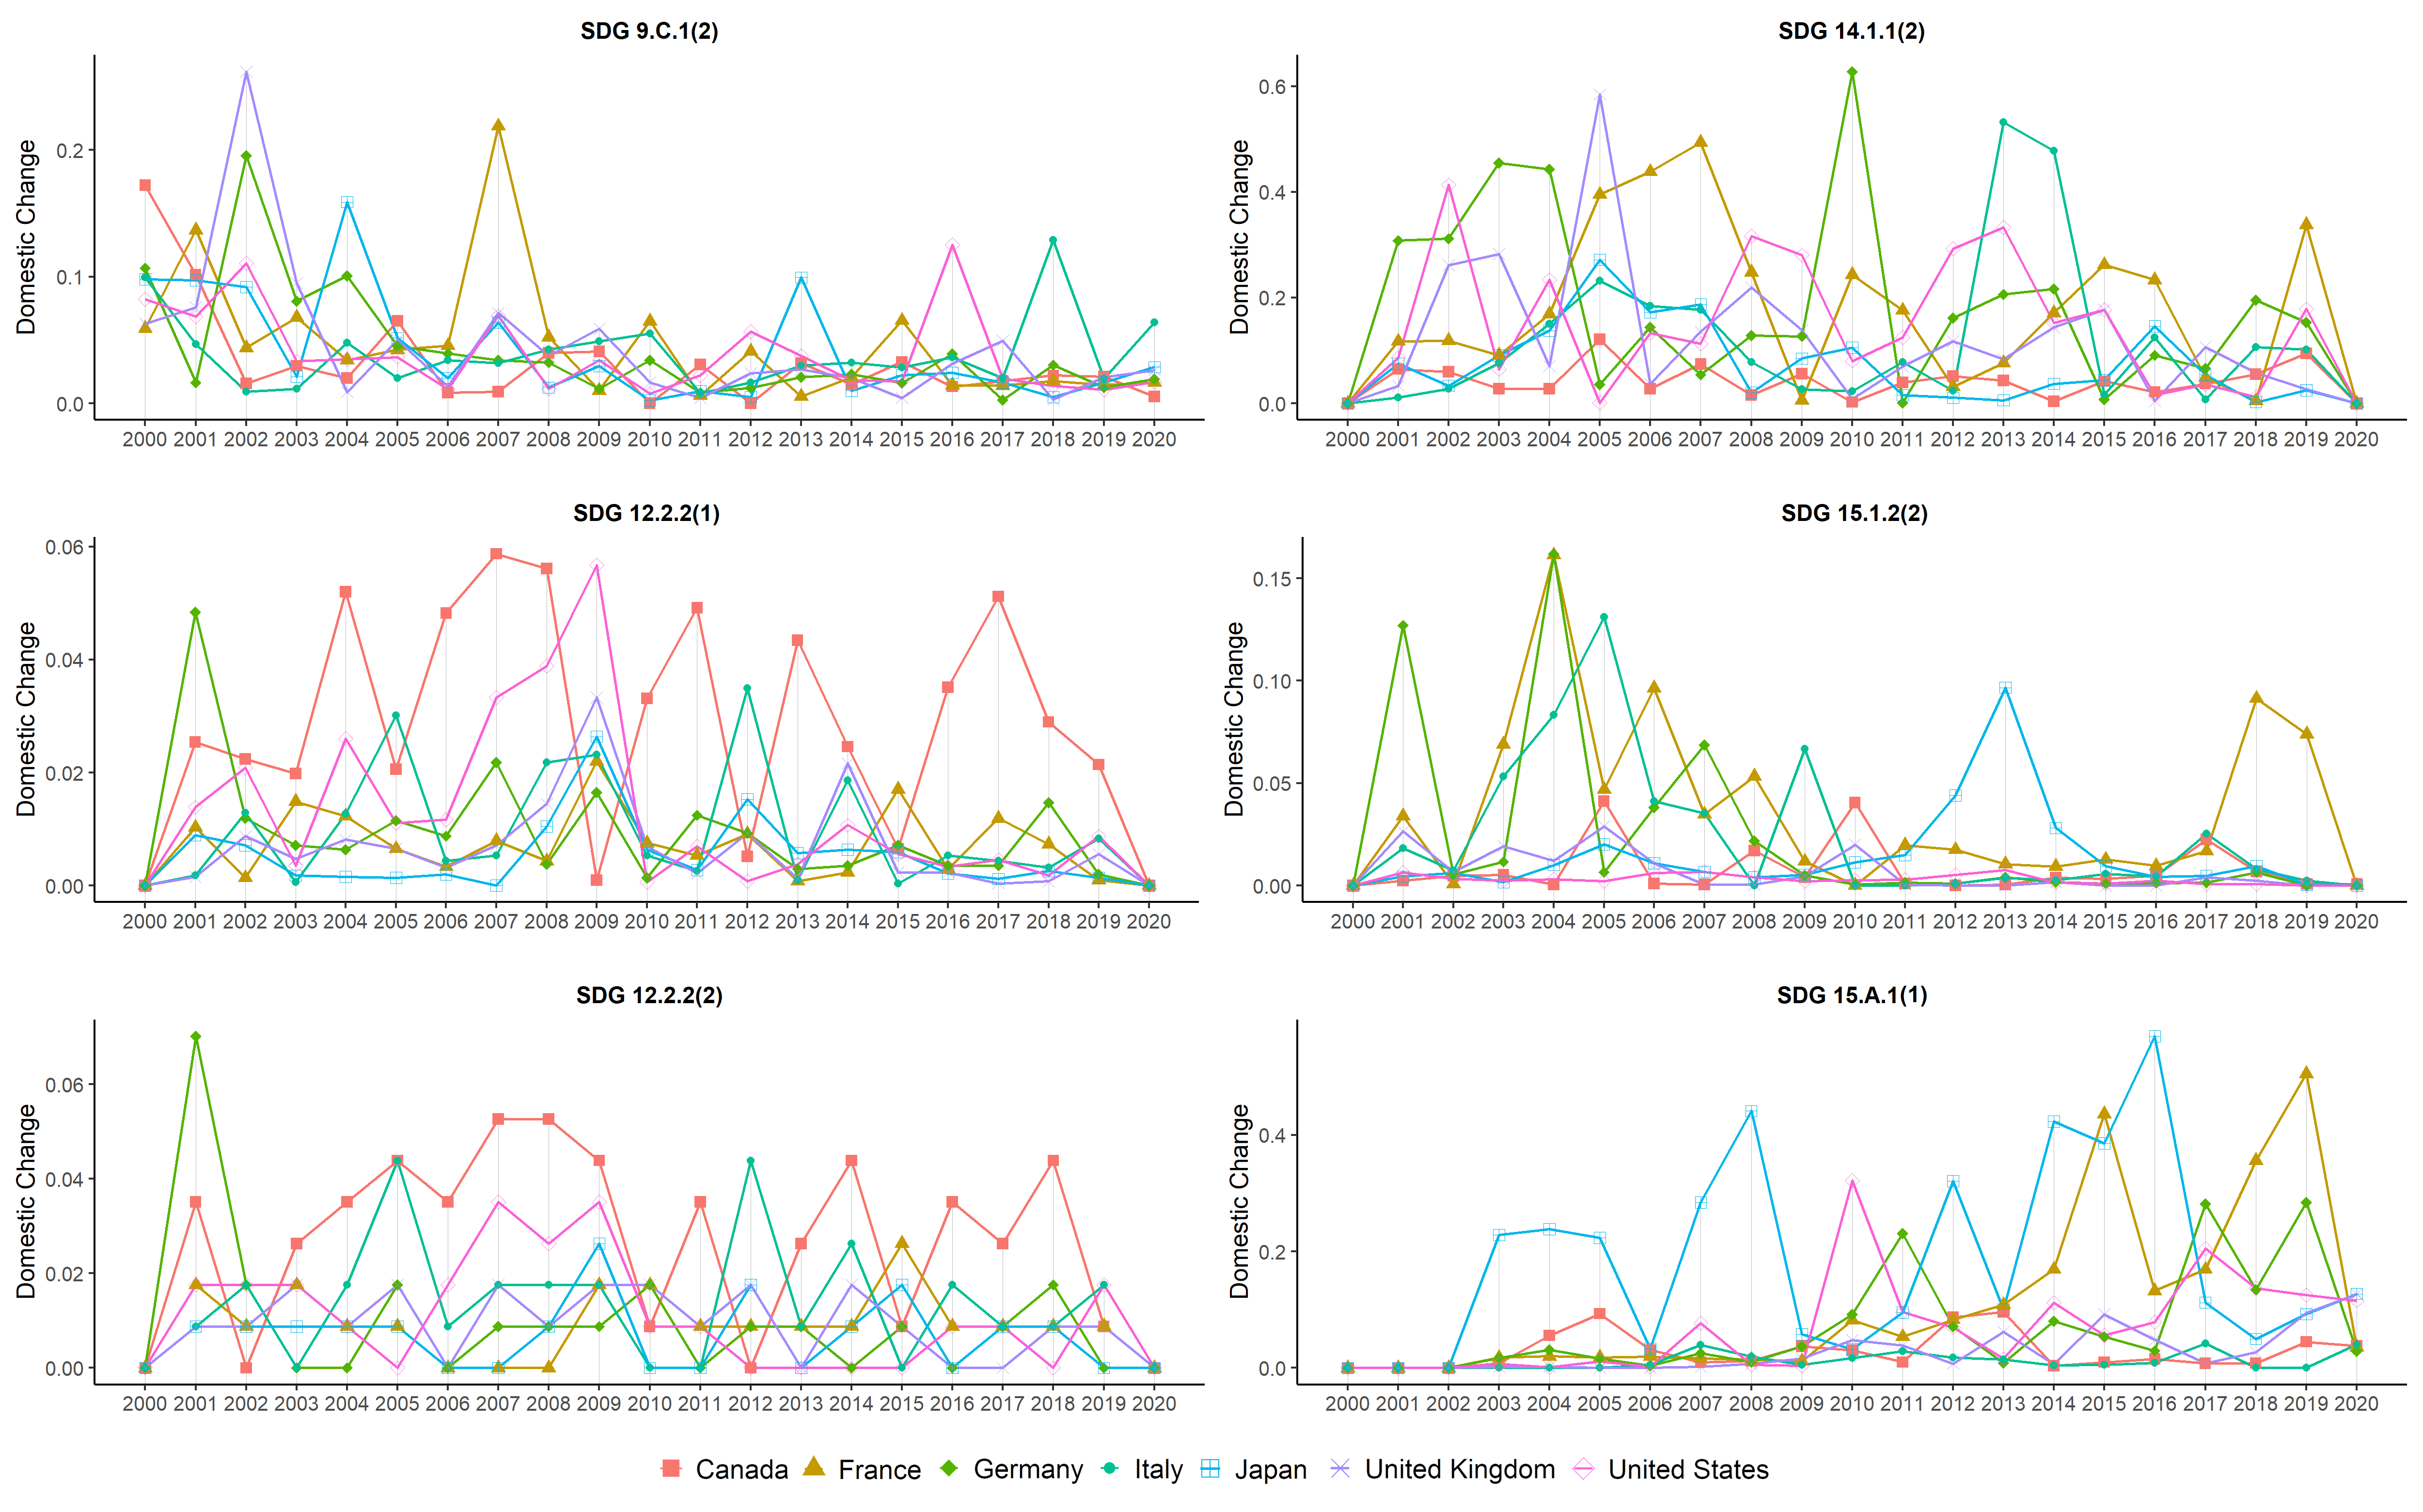 SDG 9.C.1(2)
Domestic Change
0.2
0.1
0.0
2000 2001 2002 2003 2004 2005 2006 2007 2008 2009 2010 2011 2012 2013 2014 2015 2016 2017 2018 2019 2020
SDG 14.1.1(2)
Domestic Change
0.6
0.4
0.2
0.0
2000 2001 2002 2003 2004 2005 2006 2007 2008 2009 2010 2011 2012 2013 2014 2015 2016 2017 2018 2019 2020
SDG 12.2.2(1)
Domestic Change
0.06
0.04
0.02
0.00
2000 2001 2002 2003 2004 2005 2006 2007 2008 2009 2010 2011 2012 2013 2014 2015 2016 2017 2018 2019 2020
SDG 15.1.2(2)
Domestic Change
0.15
0.10
0.05
0.00
2000 2001 2002 2003 2004 2005 2006 2007 2008 2009 2010 2011 2012 2013 2014 2015 2016 2017 2018 2019 2020
SDG 12.2.2(2)
Domestic Change
0.06
0.04
0.02
0.00
2000 2001 2002 2003 2004 2005 2006 2007 2008 2009 2010 2011 2012 2013 2014 2015 2016 2017 2018 2019 2020
SDG 15.A.1(1)
Domestic Change
0.4
0.2
0.0
2000 2001 2002 2003 2004 2005 2006 2007 2008 2009 2010 2011 2012 2013 2014 2015 2016 2017 2018 2019 2020
Canada France Germany Italy Japan United Kingdom United States